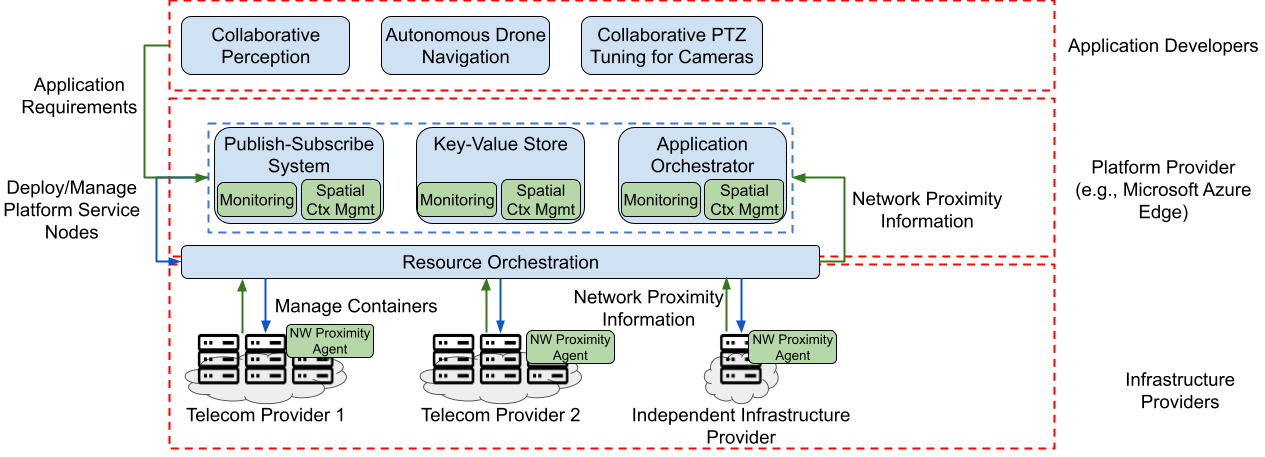 Collaborative
Perception
Autonomous Drone
Navigation
Collaborative PTZ
Tuning for Cameras
Application Developers
Application
Requirements
Publish-Subscribe
System
Monitoring
Spatial
Ctx Mgmt
Key-Value Store
Monitoring
Spatial
Ctx Mgmt
Application
Orchestrator
Monitoring
Spatial
Ctx Mgmt
Platform Provider
(e.g., Microsoft Azure
Edge)
Deploy/Manage
Platform Service
Nodes
Network Proximity
Information
Resource Orchestration
Manage Containers
Network Proximity
Information
NW Proximity
Agent
NW Proximity
Agent
NW Proximity
Agent
Telecom Provider 1
Telecom Provider 2
Independent Infrastructure
Provider
Infrastructure
Providers